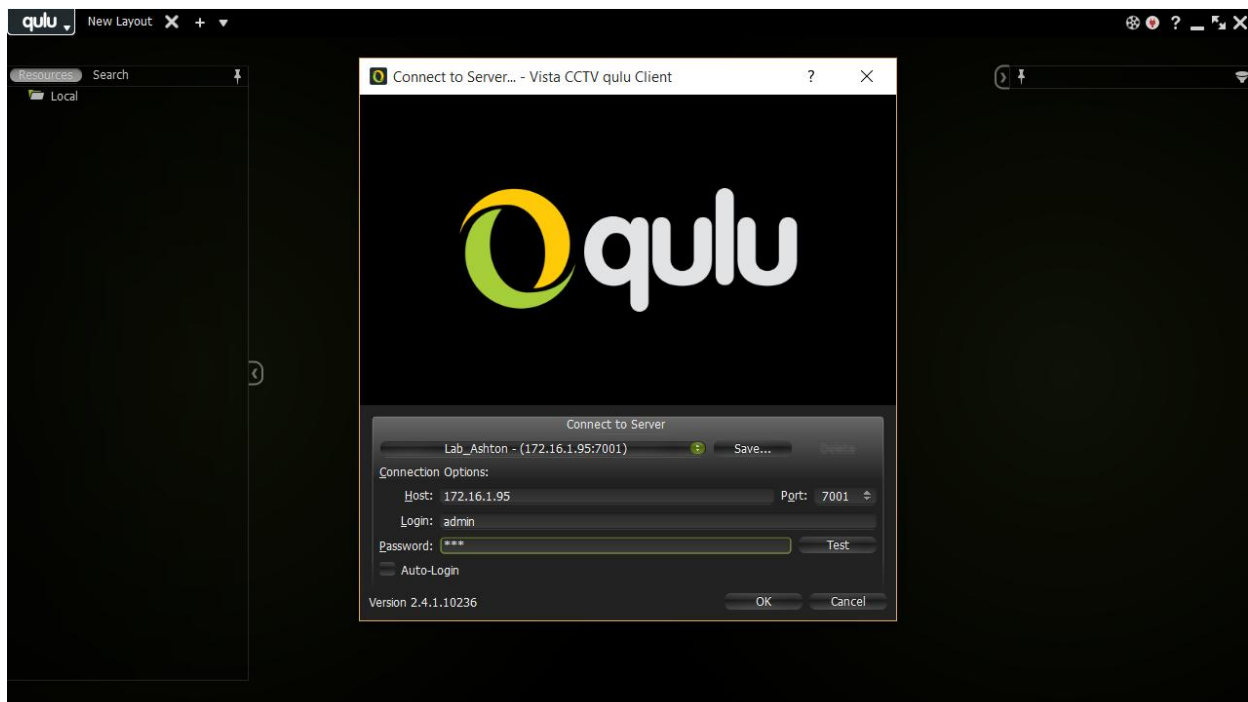 qulu New Layout
Resources Search
Local
Connect to Server... - Vista CCTV qulu Client
qulu
Connect to Server
Lab_Ashton - (172.16.1.95:7001) Save... Delete
Connection Options:
Host: 172.16.1.95 Port: 7001
Login: admin
Password: *** Test
Auto-Login
Version 2.4.1.10236 OK Cancel